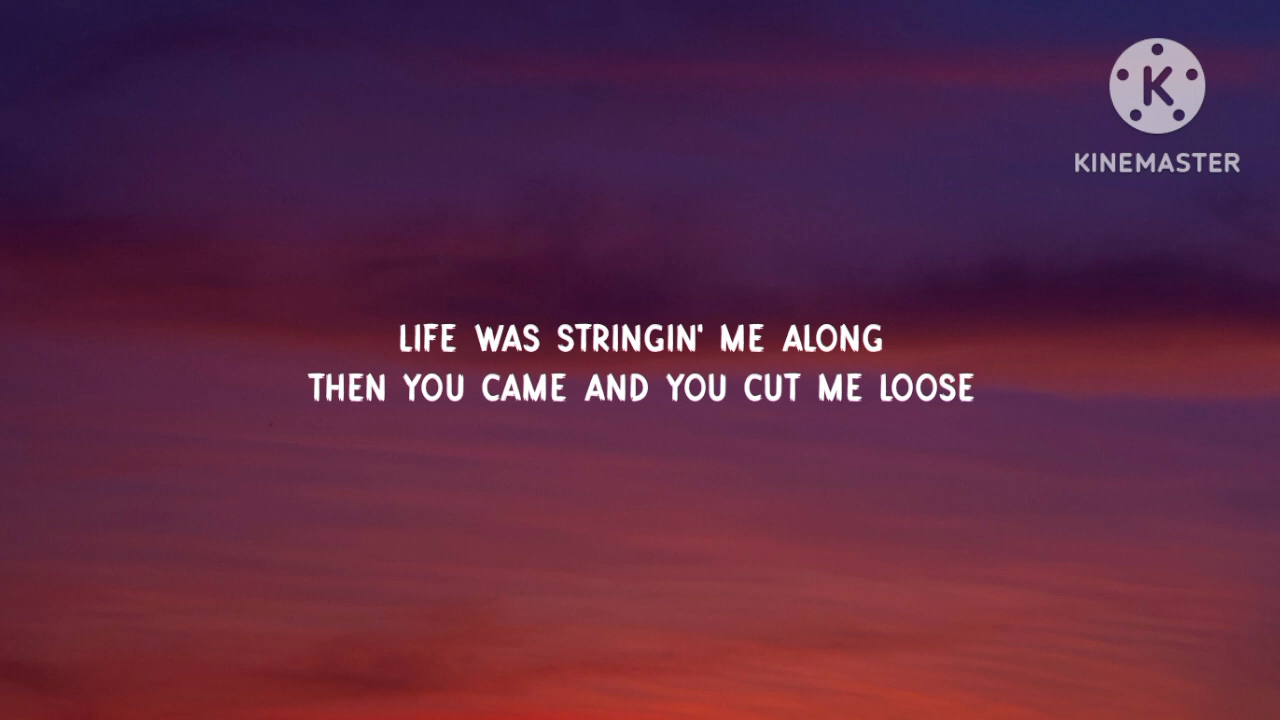 KINEMASTER
LIFE WAS STRINGIN' ME ALONG
THEN YOU CAME AND YOU CUT ME LOOSE